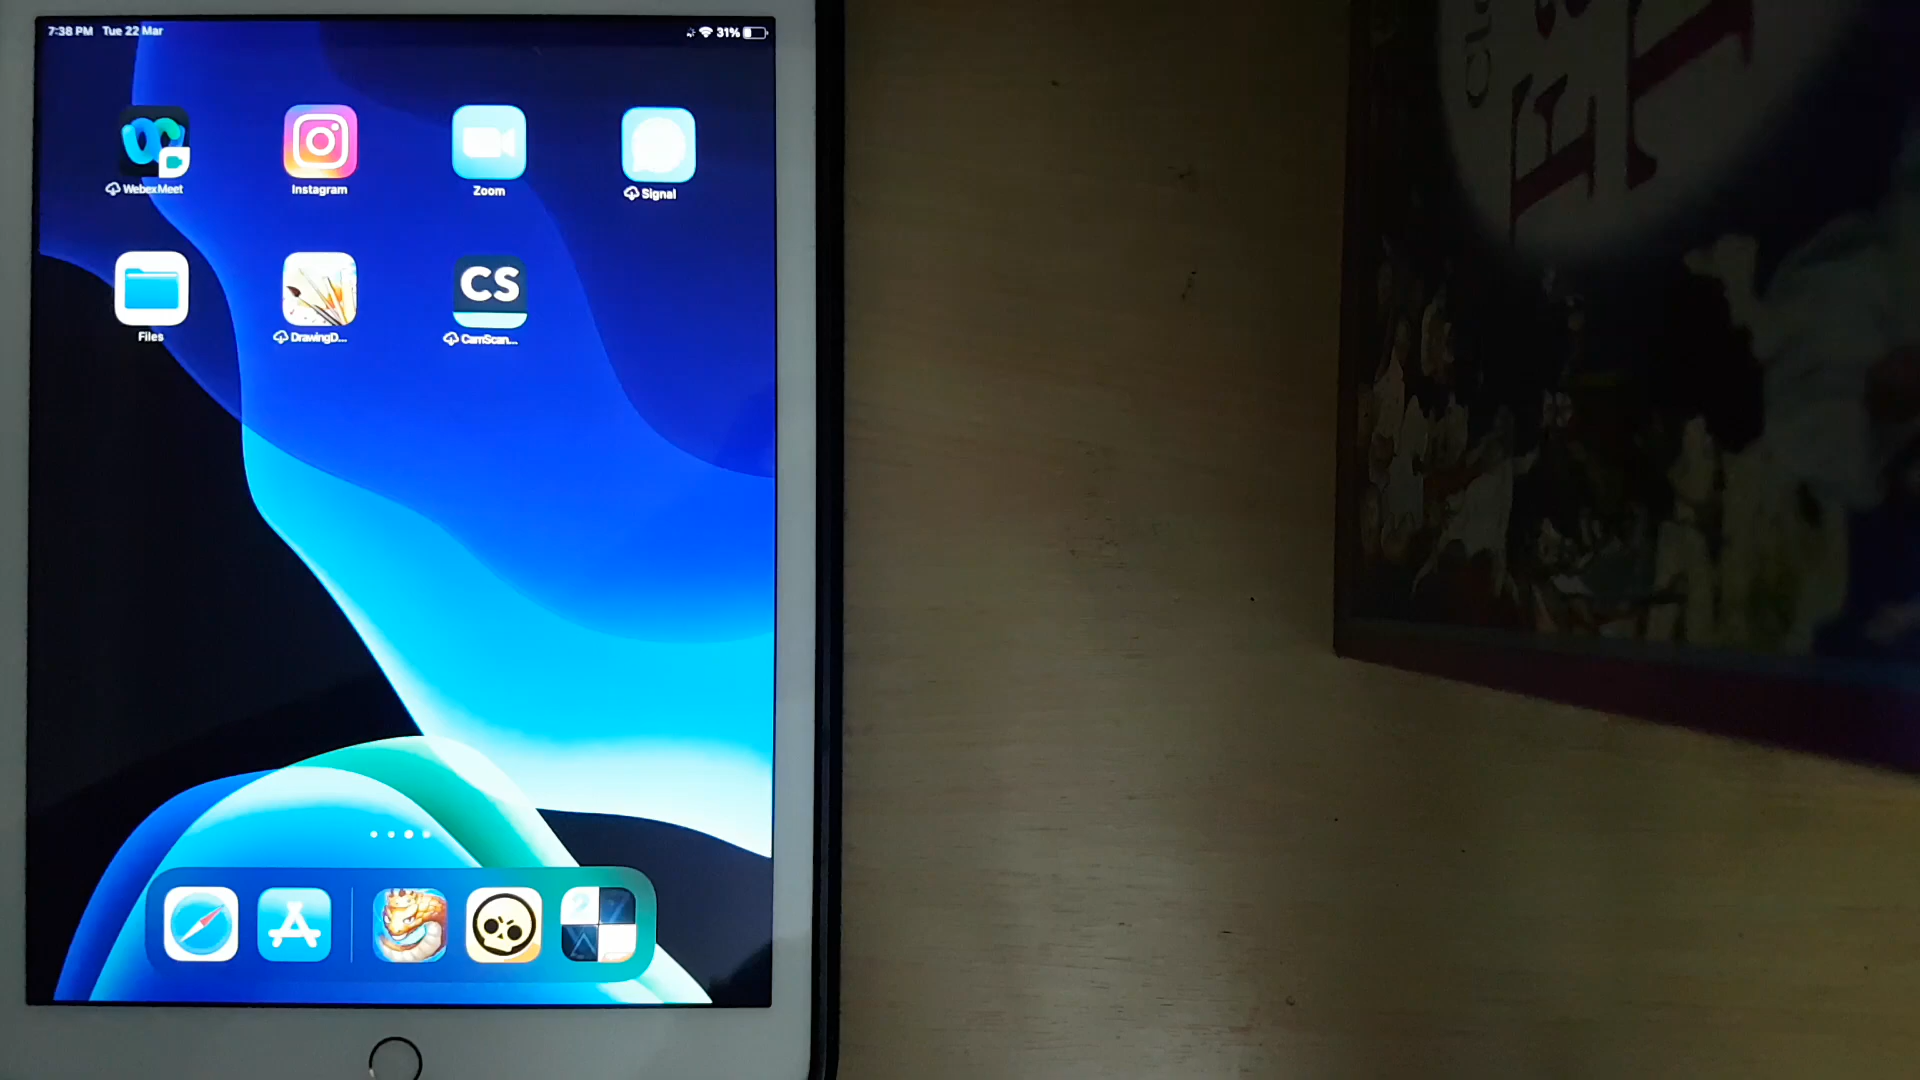 7:38 PM Tue 22 Mar 31%
WebexMeet Instagram Zoom Signal
CS
Files DrawingD... CamScan...